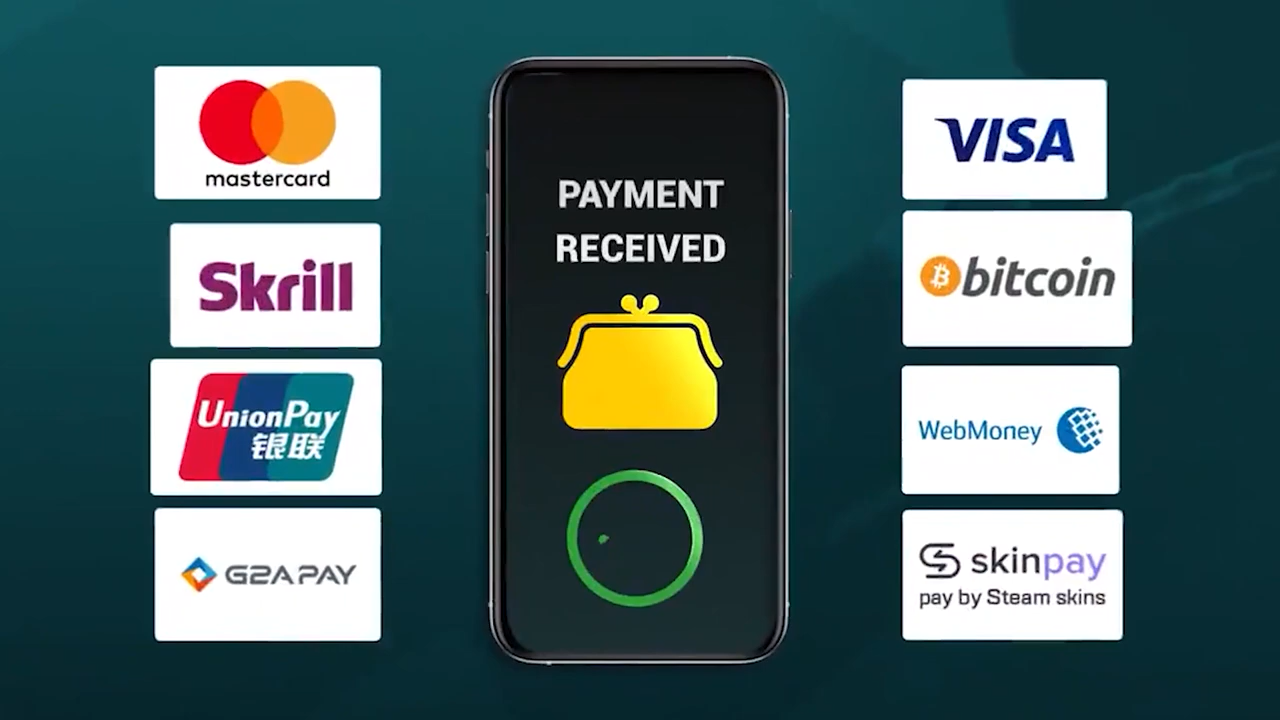 mastercard
Skrill
UnionPay
银联
G2A PAY
PAYMENT
RECEIVED
VISA
bitcoin
WebMoney
skinpay
pay by Steam skins